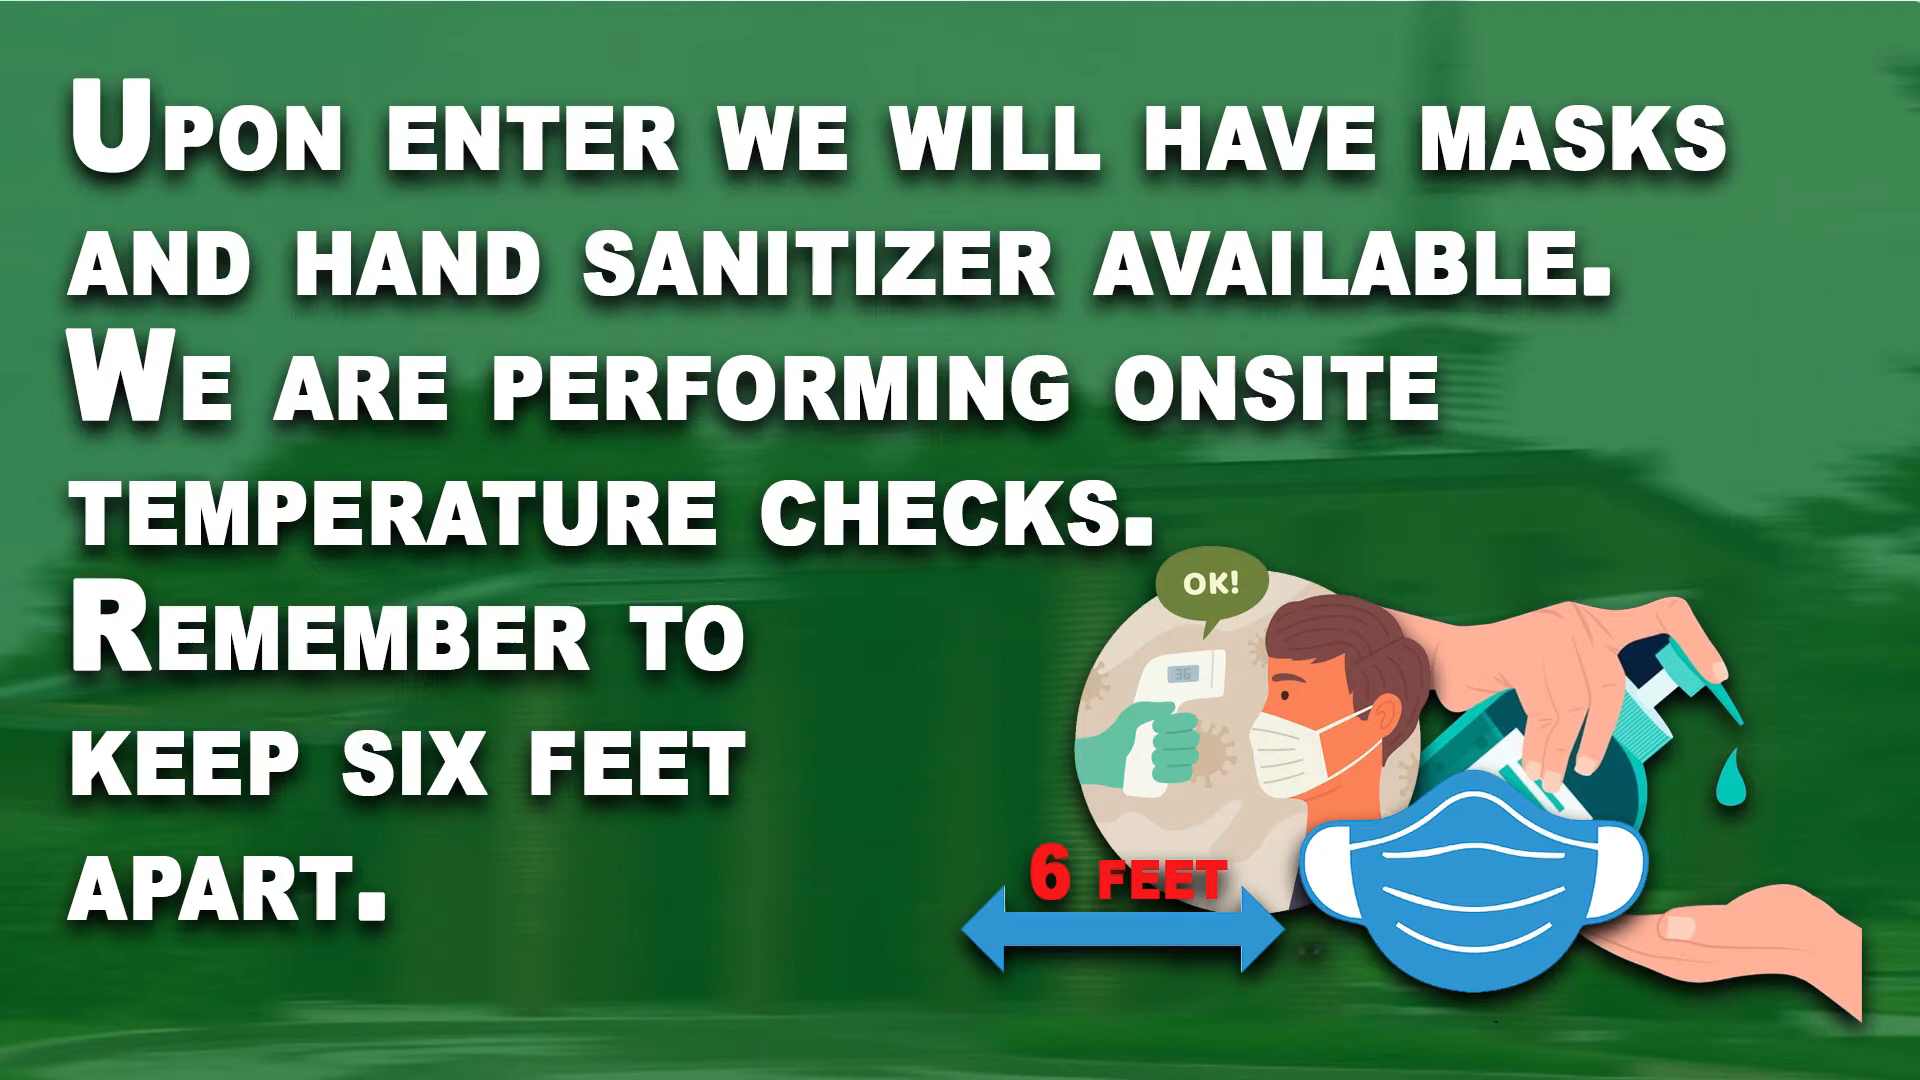 Upon enter we will have masks
and hand sanitizer available.
We are performing onsite
temperature checks.
Remember to
keep six feet
apart.
OK!
36
6 feet